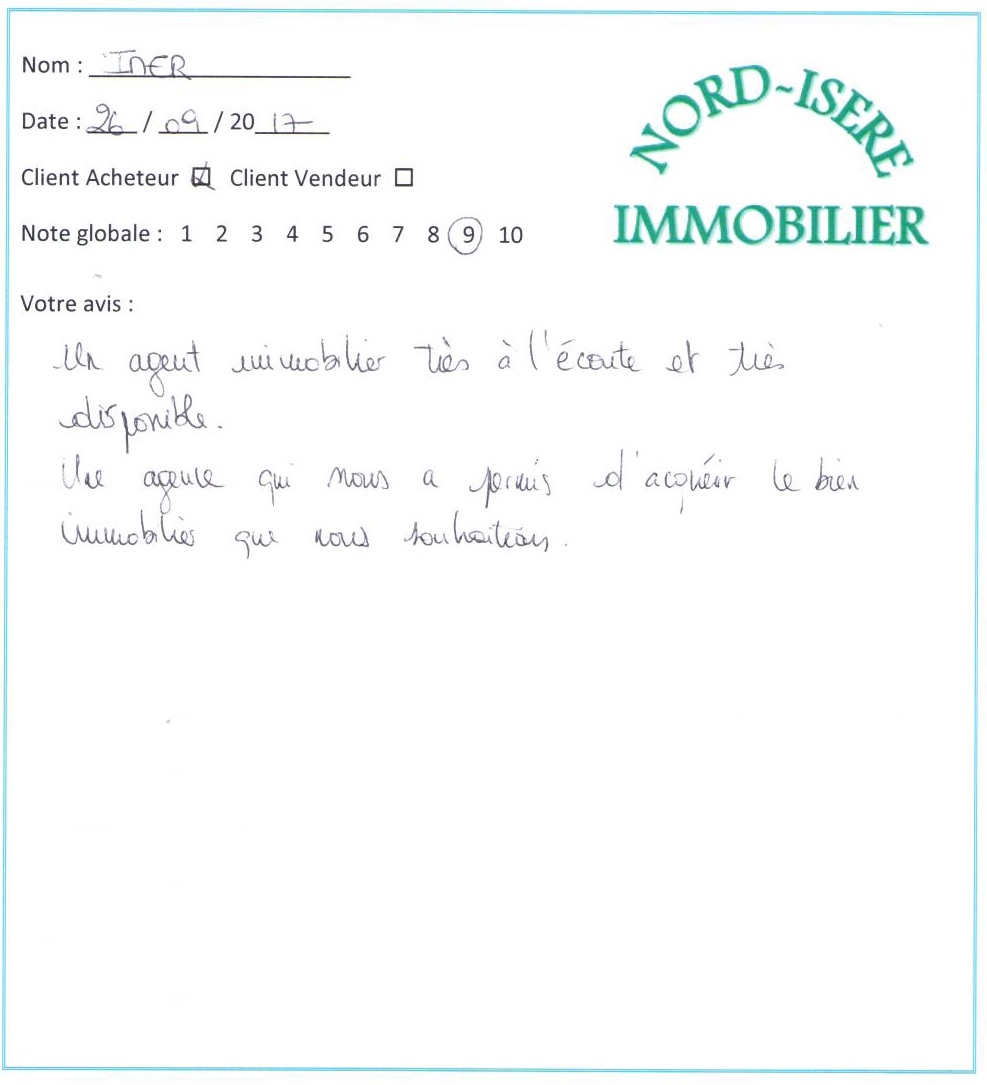 Nom : INER
NORD-ISERE
Date : 26 / 09 / 20 17
Client Acheteur ☑ Client Vendeur ☐
IMMOBILIER
Note globale : 1 2 3 4 5 6 7 8 9 10
Votre avis :
Un agent immobilier très à l'écoute et très
disponible.
Une agence qui nous a permis d'acquérir le bien
immobilier que nous souhaitions.